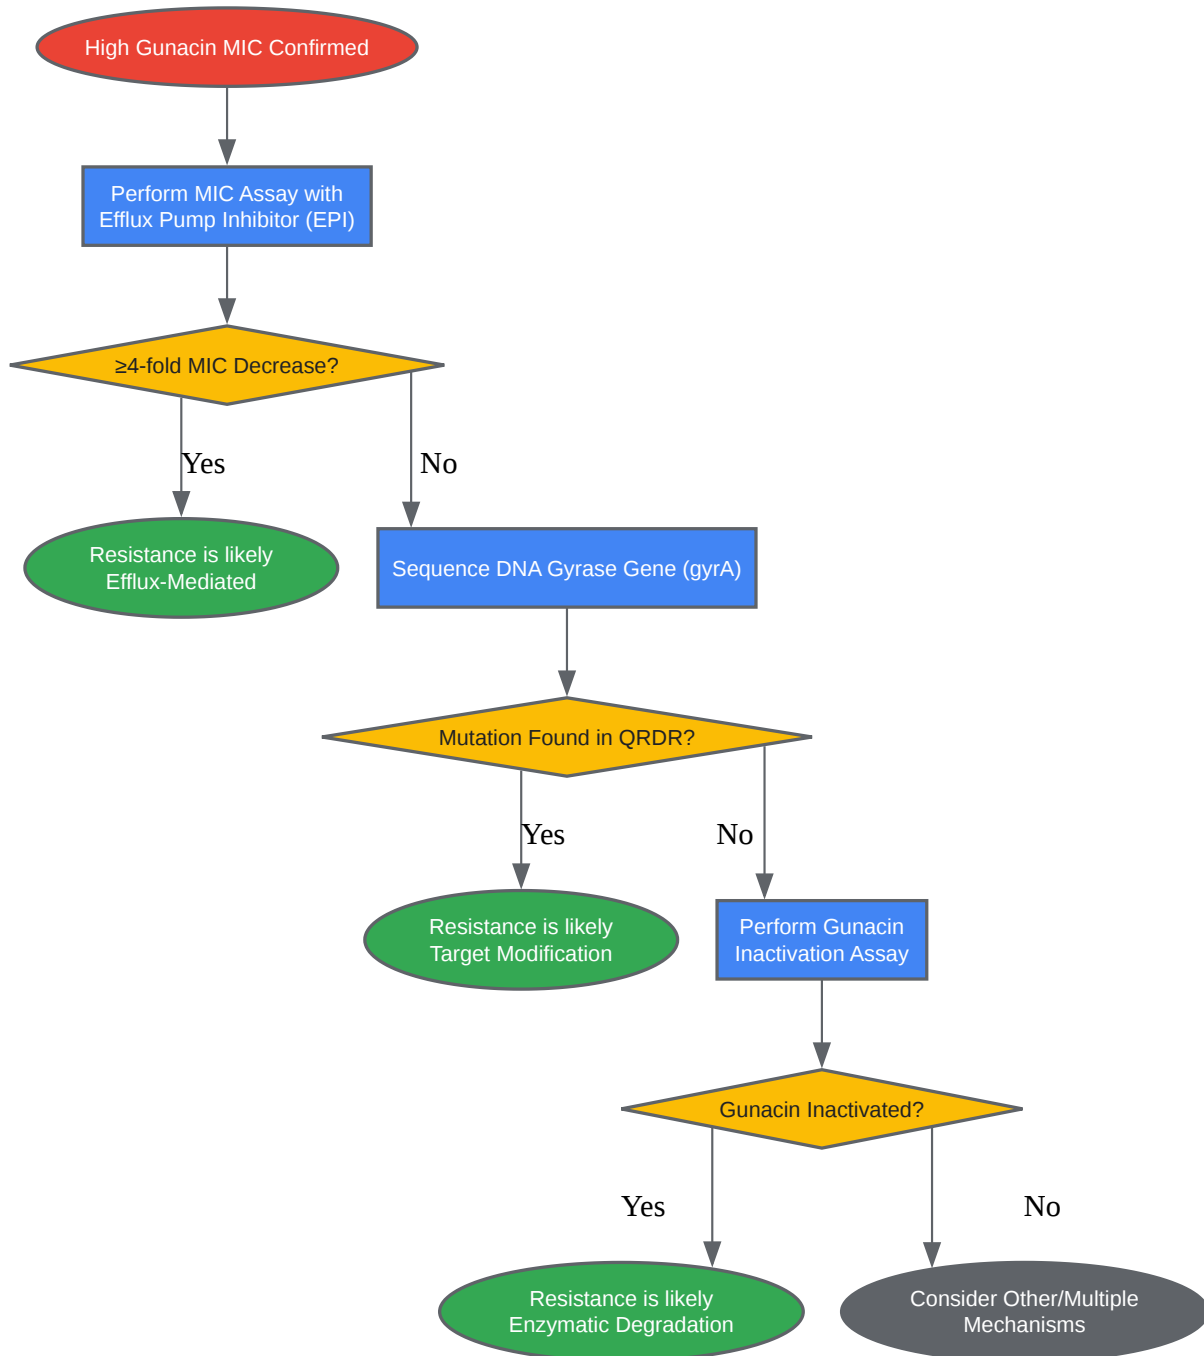 High Gunacin MIC Confirmed
Perform MIC Assay with
Efflux Pump Inhibitor (EPI)
≥4-fold MIC Decrease?
Yes
No
Resistance is likely
Efflux-Mediated
Sequence DNA Gyrase Gene (gyrA)
Mutation Found in QRDR?
Yes
No
Resistance is likely
Target Modification
Perform Gunacin
Inactivation Assay
Gunacin Inactivated?
Yes
No
Resistance is likely
Enzymatic Degradation
Consider Other/Multiple
Mechanisms